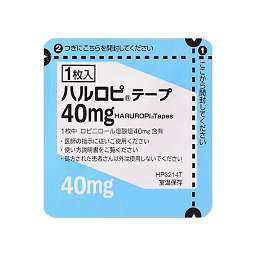 ②つぎにこちらを開封してください
①ここから開封してください
1枚入
ハルロピ®テープ
40mg HARUROPI®Tapes
1枚中 ロピニロール塩酸塩40mg 含有
・医師の指示に従いご使用ください
・使い方説明書をご覧ください
・処方された患者さん以外は使用しないでください
40mg
HP3214T
室温保存